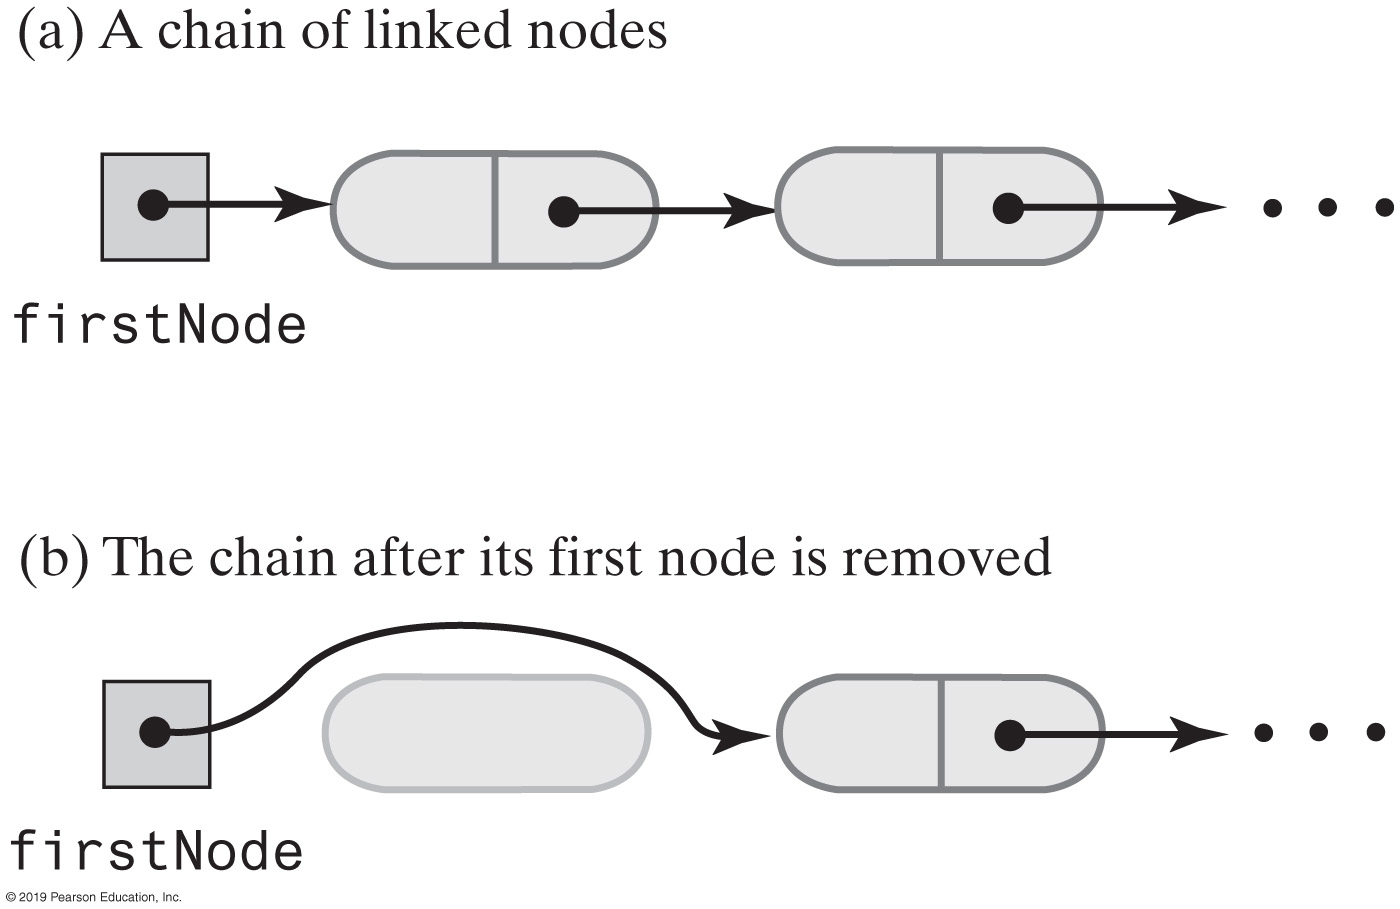 (a) A chain of linked nodes
firstNode
(b) The chain after its first node is removed
firstNode
© 2019 Pearson Education, Inc.